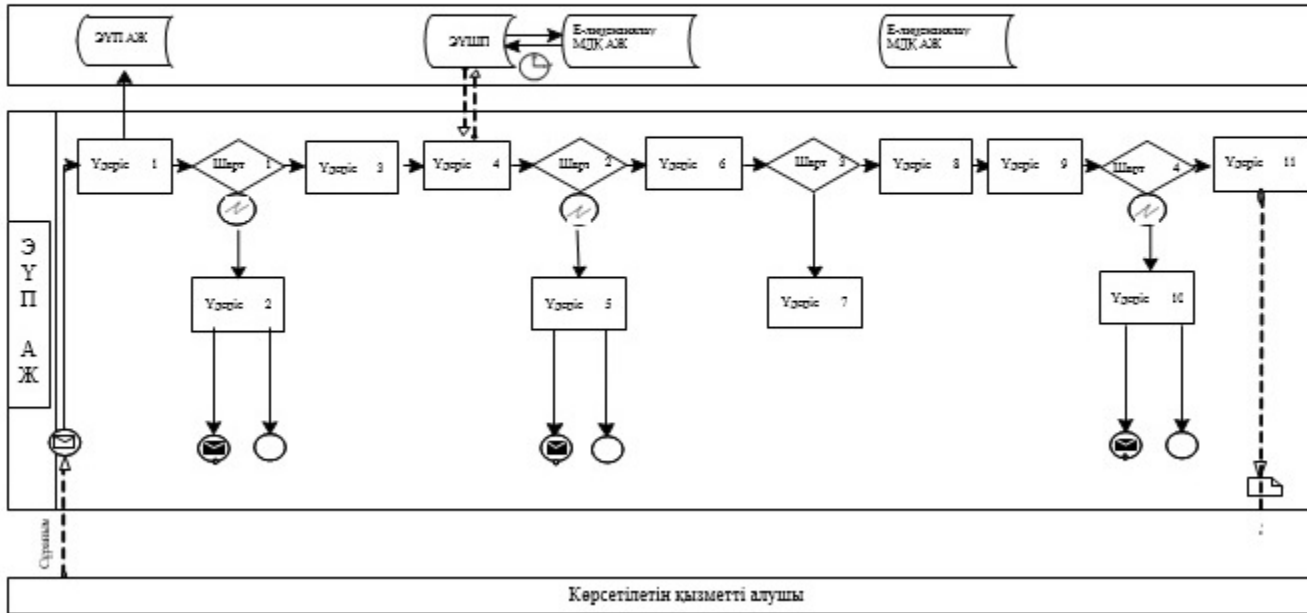 ЭҮП АЖ
ЭҮШП
Е-лицензиялау
МДҚ АЖ
Е-лицензиялау
МДҚ АЖ
Үдеріс 1
Шарт 1
Үдеріс 3
Үдеріс 4
Шарт 2
Үдеріс 6
Шарт 3
Үдеріс 8
Үдеріс 9
Шарт 4
Үдеріс 11
Үдеріс 2
Үдеріс 5
Үдеріс 7
Үдеріс 10
Э
Ү
П
А
Ж
Сұраным
Көрсетілетін қызметті алушы